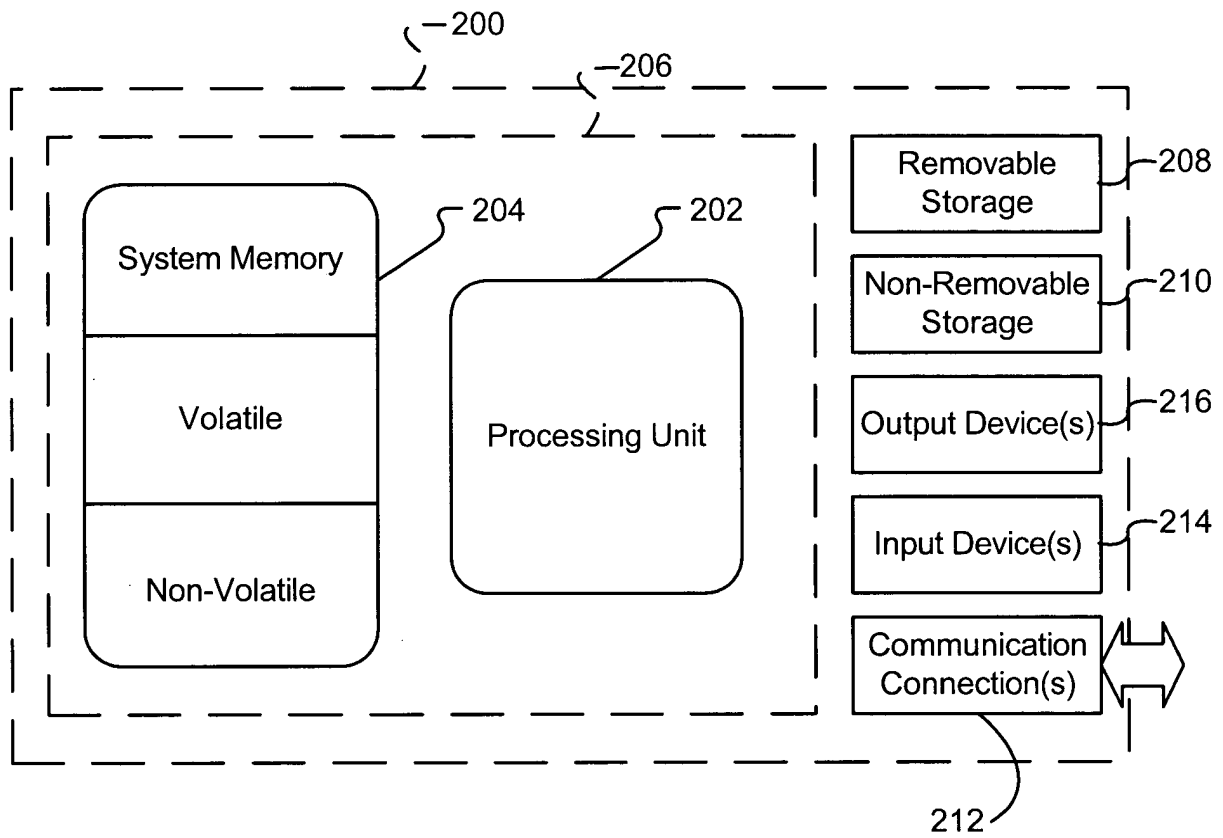 200
206
System Memory
Volatile
Non-Volatile
204
Processing Unit
202
Removable
Storage
208
Non-Removable
Storage
210
Output Device(s)
216
Input Device(s)
214
Communication
Connection(s)
212